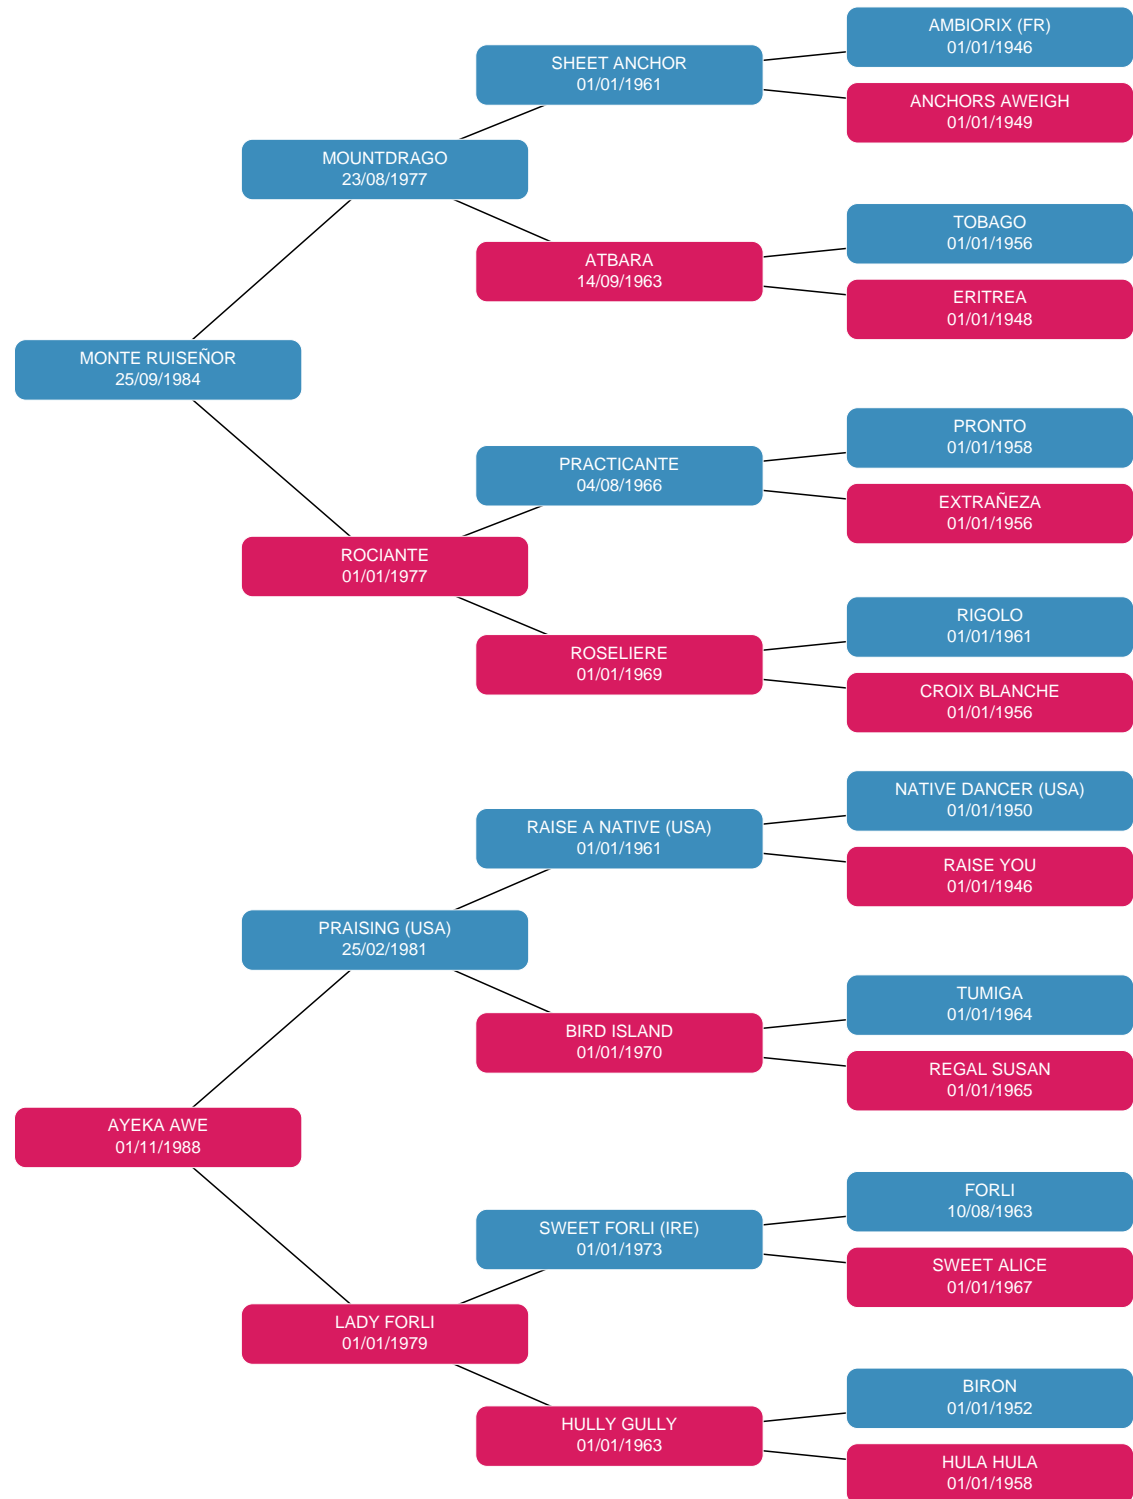 AMBIORIX (FR)
01/01/1946
SHEET ANCHOR
01/01/1961
ANCHORS AWEIGH
01/01/1949
MOUNTDRAGO
23/08/1977
TOBAGO
01/01/1956
ATBARA
14/09/1963
ERITREA
01/01/1948
MONTE RUISEÑOR
25/09/1984
PRONTO
01/01/1958
PRACTICANTE
04/08/1966
EXTRAÑEZA
01/01/1956
ROCIANTE
01/01/1977
RIGOLO
01/01/1961
ROSELIERE
01/01/1969
CROIX BLANCHE
01/01/1956
NATIVE DANCER (USA)
01/01/1950
RAISE A NATIVE (USA)
01/01/1961
RAISE YOU
01/01/1946
PRAISING (USA)
25/02/1981
TUMIGA
01/01/1964
BIRD ISLAND
01/01/1970
REGAL SUSAN
01/01/1965
AYEKA AWE
01/11/1988
FORLI
10/08/1963
SWEET FORLI (IRE)
01/01/1973
SWEET ALICE
01/01/1967
LADY FORLI
01/01/1979
BIRON
01/01/1952
HULLY GULLY
01/01/1963
HULA HULA
01/01/1958